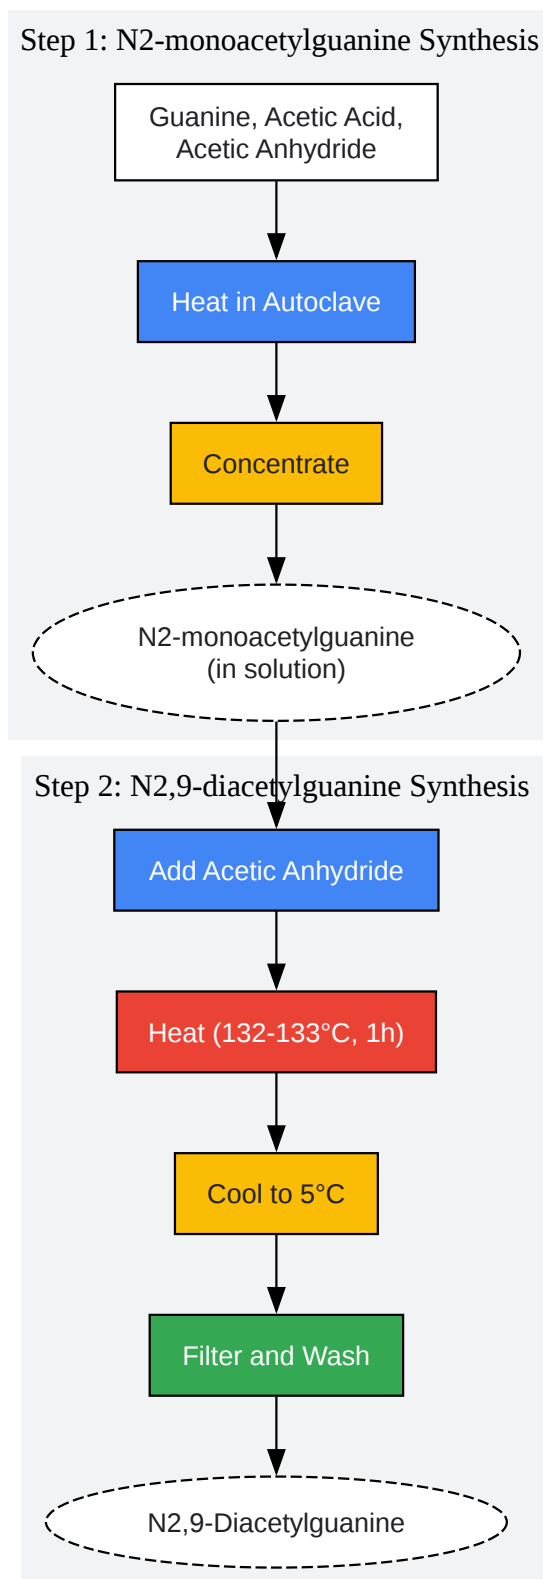 Step 1: N2-monoacetylguanine Synthesis
Guanine, Acetic Acid,
Acetic Anhydride
Heat in Autoclave
Concentrate
N2-monoacetylguanine
(in solution)
Step 2: N2,9-diacetylguanine Synthesis
Add Acetic Anhydride
Heat (132-133°C, 1h)
Cool to 5°C
Filter and Wash
N2,9-Diacetylguanine